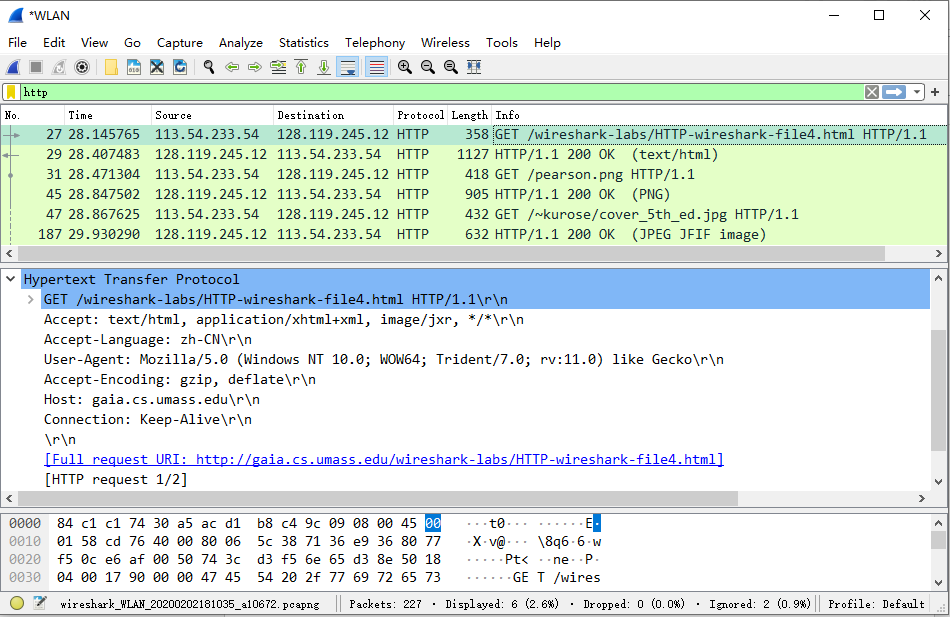 *WLAN
File Edit View Go Capture Analyze Statistics Telephony Wireless Tools Help
http
No. Time Source Destination Protocol Length Info
27 28.145765 113.54.233.54 128.119.245.12 HTTP 358 GET /wireshark-labs/HTTP-wireshark-file4.html HTTP/1.1
29 28.407483 128.119.245.12 113.54.233.54 HTTP 1127 HTTP/1.1 200 OK (text/html)
31 28.471304 113.54.233.54 128.119.245.12 HTTP 418 GET /pearson.png HTTP/1.1
45 28.847502 128.119.245.12 113.54.233.54 HTTP 905 HTTP/1.1 200 OK (PNG)
47 28.867625 113.54.233.54 128.119.245.12 HTTP 432 GET /~kurose/cover_5th_ed.jpg HTTP/1.1
187 29.930290 128.119.245.12 113.54.233.54 HTTP 632 HTTP/1.1 200 OK (JPEG JFIF image)
Hypertext Transfer Protocol
GET /wireshark-labs/HTTP-wireshark-file4.html HTTP/1.1\r\n
Accept: text/html, application/xhtml+xml, image/jxr, */*\r\n
Accept-Language: zh-CN\r\n
User-Agent: Mozilla/5.0 (Windows NT 10.0; WOW64; Trident/7.0; rv:11.0) like Gecko\r\n
Accept-Encoding: gzip, deflate\r\n
Host: gaia.cs.umass.edu\r\n
Connection: Keep-Alive\r\n
\r\n
[Full request URI: http://gaia.cs.umass.edu/wireshark-labs/HTTP-wireshark-file4.html]
[HTTP request 1/2]
0000 84 c1 c1 74 30 a5 ac d1 b8 c4 9c 09 08 00 45 00 ···t0··· ······E·
0010 01 58 cd 76 40 00 80 06 5c 38 71 36 e9 36 80 77 ·X·v@··· \8q6·6·w
0020 f5 0c e6 af 00 50 74 3c d3 f5 6e 65 d3 8e 50 18 ·····Pt< ··ne··P·
0030 04 00 17 90 00 00 47 45 54 20 2f 77 69 72 65 73 ······GE T /wires
wireshark_WLAN_20200202181035_a10672.pcapng Packets: 227 · Displayed: 6 (2.6%) · Dropped: 0 (0.0%) · Ignored: 2 (0.9%) Profile: Default